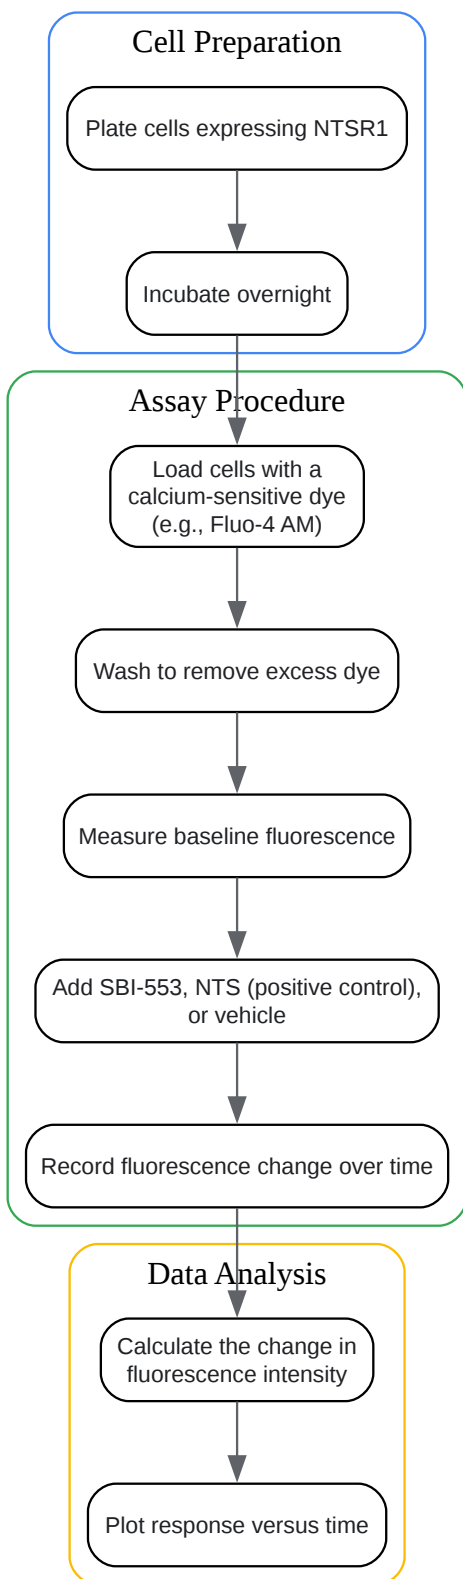 Cell Preparation
Plate cells expressing NTSR1
Incubate overnight
Assay Procedure
Load cells with a
calcium-sensitive dye
(e.g., Fluo-4 AM)
Wash to remove excess dye
Measure baseline fluorescence
Add SBI-553, NTS (positive control),
or vehicle
Record fluorescence change over time
Data Analysis
Calculate the change in
fluorescence intensity
Plot response versus time